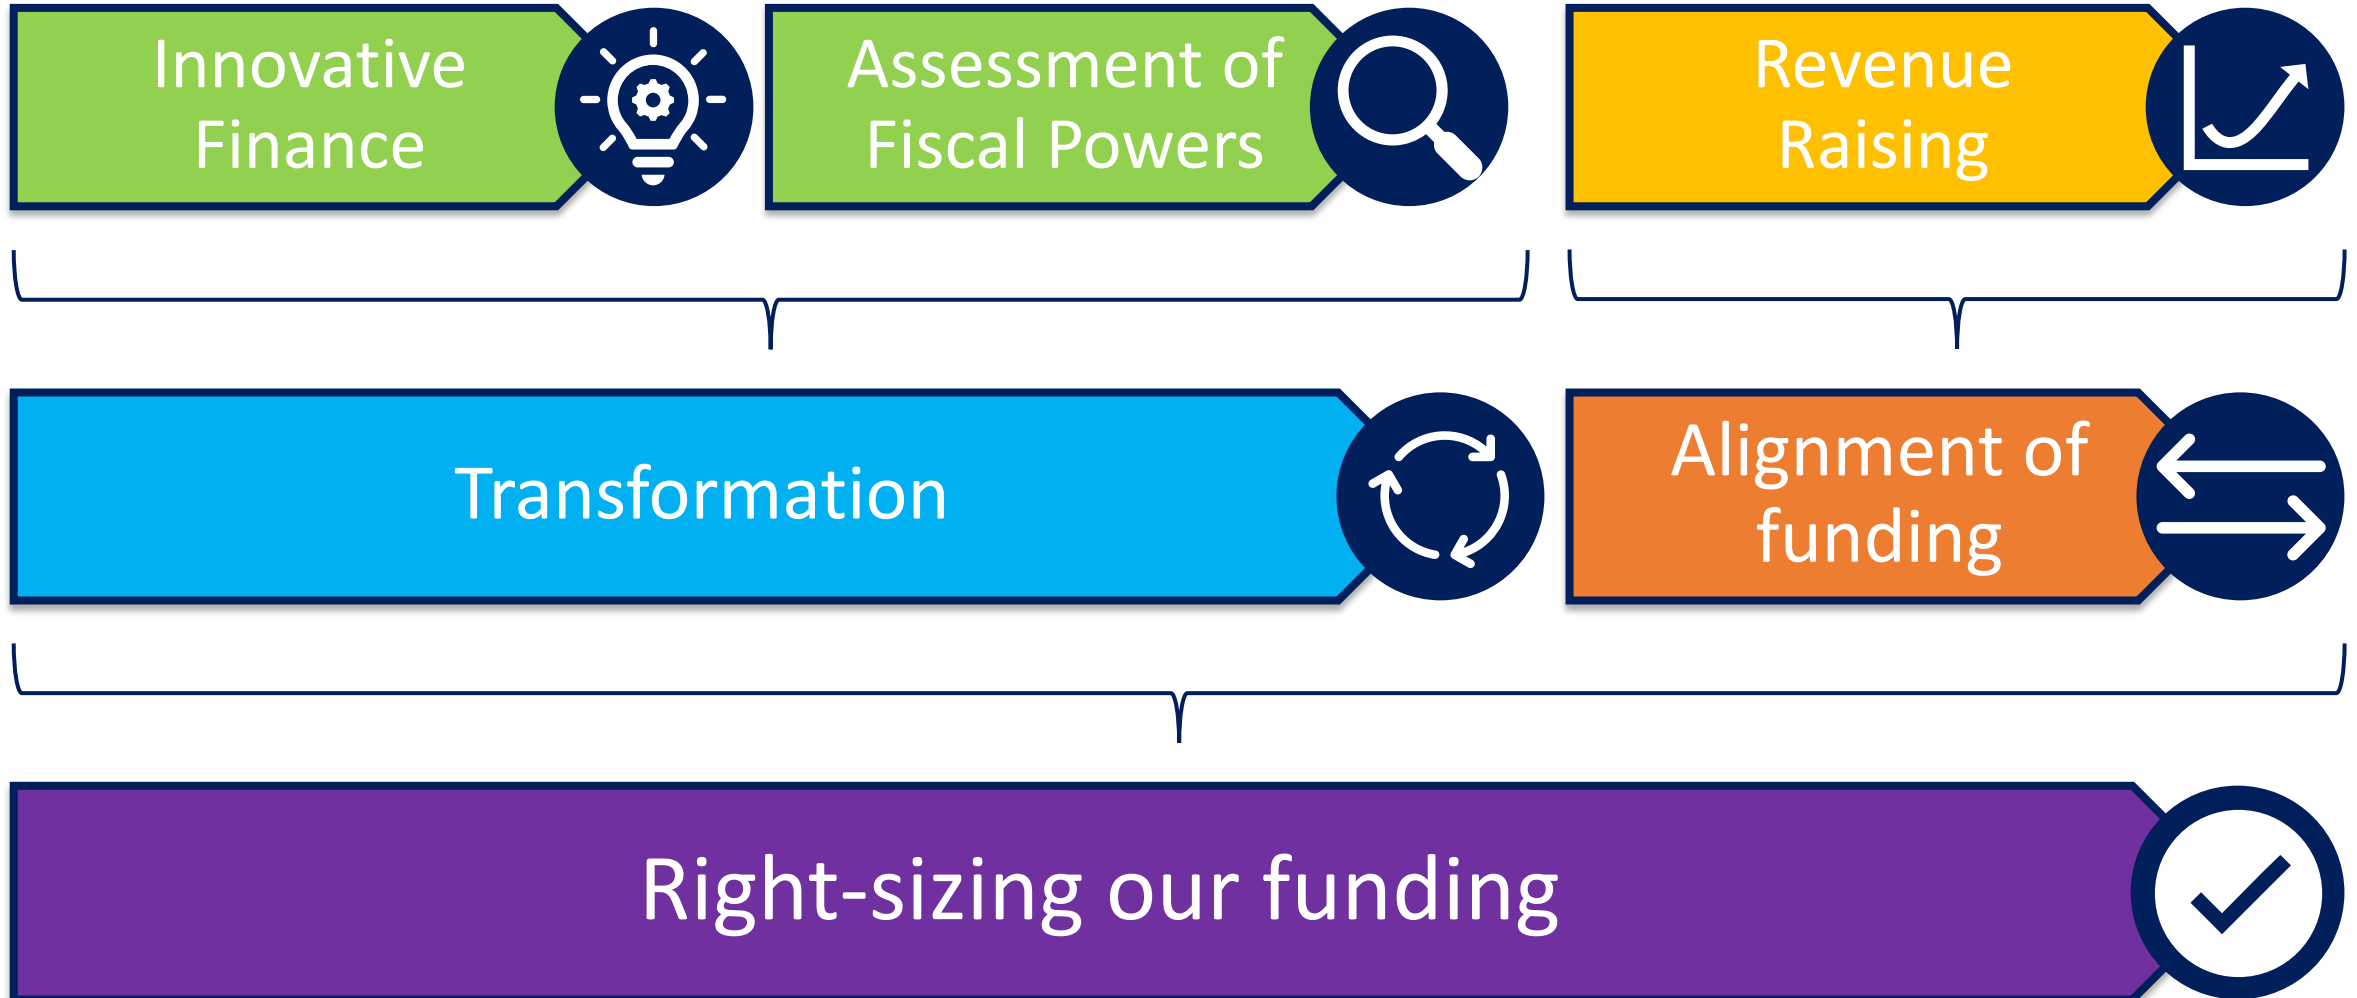 Innovative
Finance
Assessment of
Fiscal Powers
Revenue
Raising
Transformation
Alignment of
funding
Right-sizing our funding